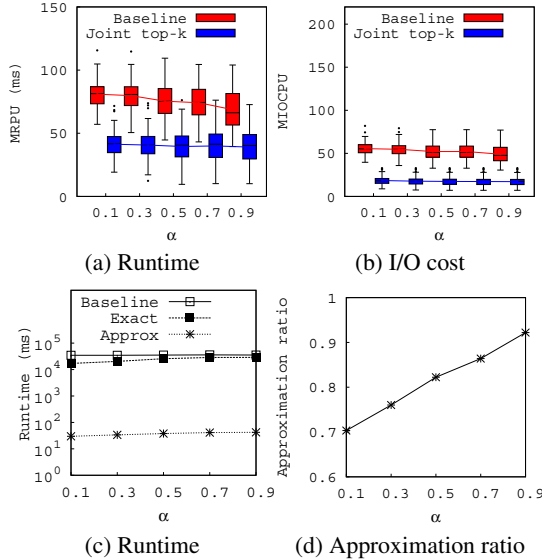 Baseline
Joint top-k
MRPU (ms)
150
100
50
0
0.1 0.3 0.5 0.7 0.9
α
(a) Runtime
Baseline
Joint top-k
MIOCPU
200
150
100
50
0
0.1 0.3 0.5 0.7 0.9
α
(b) I/O cost
Baseline
Exact
Approx
Runtime (ms)
10^5
10^4
10^3
10^2
10^1
10^0
0.1 0.3 0.5 0.7 0.9
α
(c) Runtime
Approximation ratio
1
0.9
0.8
0.7
0.6
0.1 0.3 0.5 0.7 0.9
α
(d) Approximation ratio